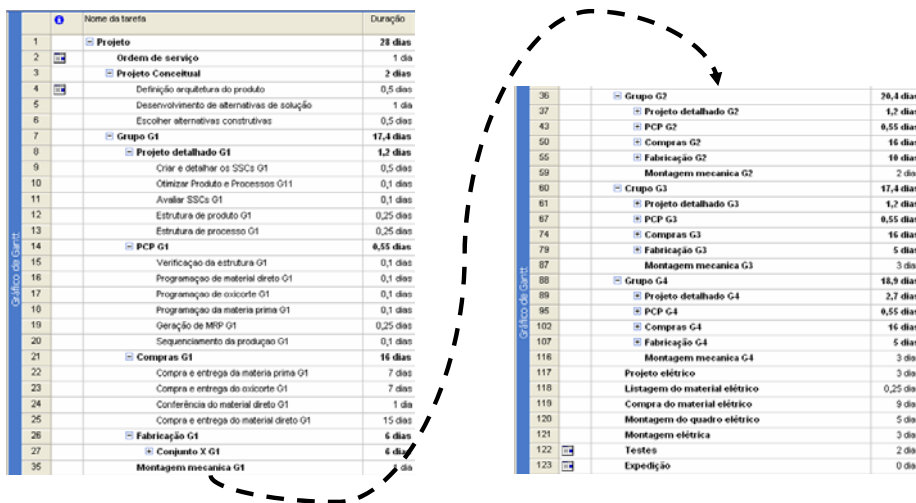 Nome da tarefa Duração
1 Projeto 28 dias
2 Ordem de serviço 1 dia
3 Projeto Conceitual 2 dias
4 Definição arquitetura do produto 0,5 dias
5 Desenvolvimento de alternativas de solução 1 dia
6 Escolher alternativas construtivas 0,5 dias
7 Grupo G1 17,4 dias
8 Projeto detalhado G1 1,2 dias
9 Criar e detalhar os SSCs G1 0,5 dias
10 Otimizar Produto e Processos G11 0,1 dias
11 Avaliar SSCs G1 0,1 dias
12 Estrutura de produto G1 0,25 dias
13 Estrutura de processo G1 0,25 dias
14 PCP G1 0,55 dias
15 Verificaçao da estrutura G1 0,1 dias
16 Programaçao de material direto G1 0,1 dias
17 Programaçao de oxicorte G1 0,1 dias
18 Programaçao da materia prima G1 0,1 dias
19 Geração de MRP G1 0,25 dias
20 Sequenciamento da produçao G1 0,1 dias
21 Compras G1 16 dias
22 Compra e entrega da materia prima G1 7 dias
23 Compra e entrega do oxicorte G1 7 dias
24 Conferência do material direto G1 1 dia
25 Compra e entrega do material direto G1 15 dias
26 Fabricação G1 6 dias
27 Conjunto X G1 6 dias
35 Montagem mecanica G1 dia
Gráfico de Gantt
36 Grupo G2 20,4 dias
37 Projeto detalhado G2 1,2 dias
43 PCP G2 0,55 dias
50 Compras G2 16 dias
55 Fabricação G2 10 dias
59 Montagem mecanica G2 2 dias
60 Grupo G3 17,4 dias
61 Projeto detalhado G3 1,2 dias
67 PCP G3 0,55 dias
74 Compras G3 16 dias
79 Fabricação G3 5 dias
87 Montagem mecanica G3 3 dias
88 Grupo G4 18,9 dias
89 Projeto detalhado G4 2,7 dias
95 PCP G4 0,55 dias
102 Compras G4 16 dias
107 Fabricação G4 5 dias
116 Montagem mecanica G4 3 dias
117 Projeto elétrico 3 dias
118 Listagem do material elétrico 0,25 dias
119 Compra do material elétrico 9 dias
120 Montagem do quadro elétrico 5 dias
121 Montagem elétrica 3 dias
122 Testes 2 dias
123 Expedição 0 dias
Gráfico de Gantt